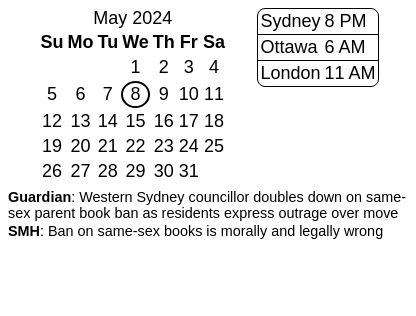 May 2024
Su Mo Tu We Th Fr Sa
1 2 3 4
5 6 7 8 9 10 11
12 13 14 15 16 17 18
19 20 21 22 23 24 25
26 27 28 29 30 31
Sydney 8 PM
Ottawa 6 AM
London 11 AM
Guardian: Western Sydney councillor doubles down on same-
sex parent book ban as residents express outrage over move
SMH: Ban on same-sex books is morally and legally wrong